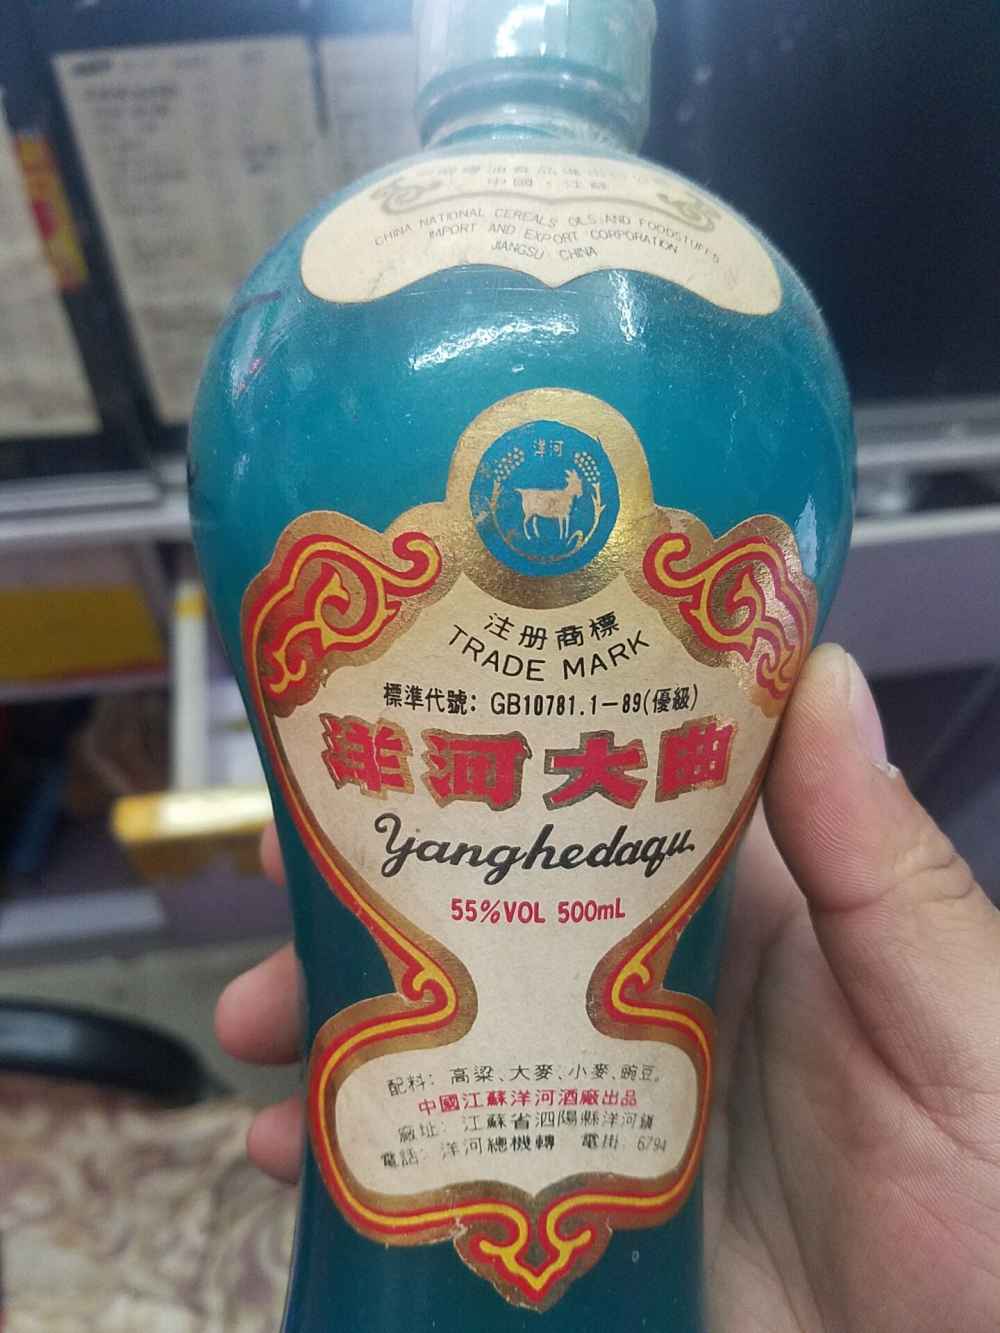 中國·江蘇
CHINA NATIONAL CEREALS OILS AND FOODSTUFFS
IMPORT AND EXPORT CORPORATION
JIANGSU CHINA
洋河
注册商標
TRADE MARK
標準代號: GB10781.1-89(優級)
洋河大曲
Yanghedaqu
55%VOL 500mL
配料: 高粱、大麥、小麥、豌豆。
中國江蘇洋河酒廠出品
廠址: 江蘇省泗陽縣洋河鎮
電話: 洋河總機轉 電掛: 6794